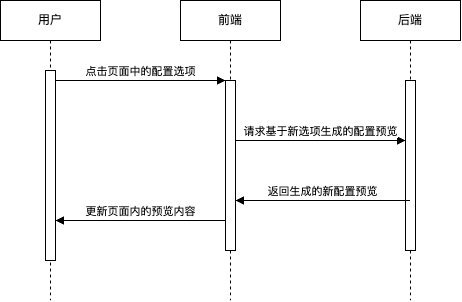 用户
前端
后端
点击页面中的配置选项
请求基于新选项生成的配置预览
返回生成的新配置预览
更新页面内的预览内容